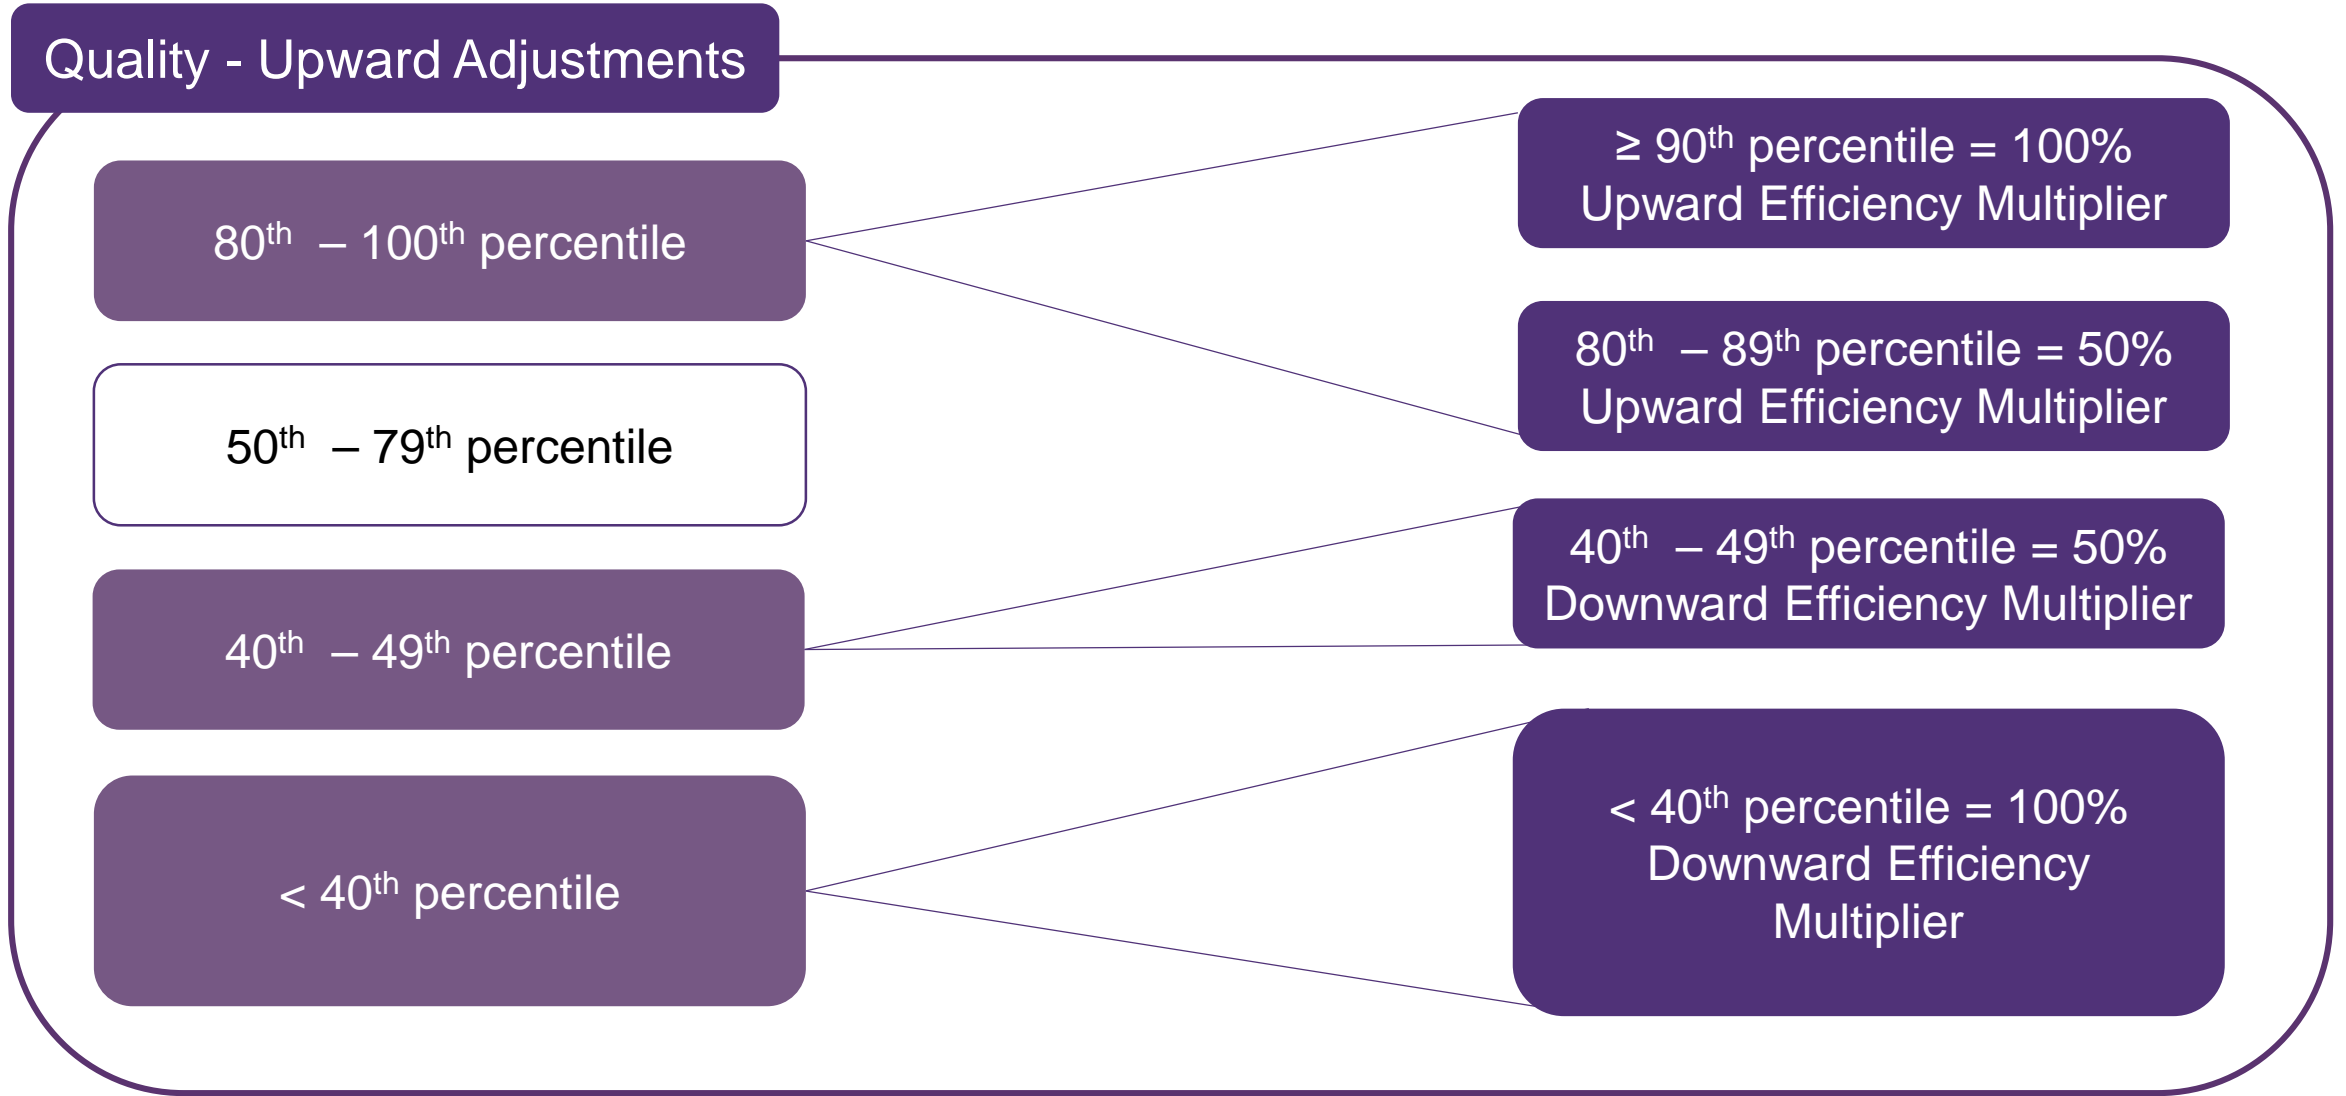 Quality - Upward Adjustments
80th – 100th percentile
50th – 79th percentile
40th – 49th percentile
< 40th percentile
≥ 90th percentile = 100%
Upward Efficiency Multiplier
80th – 89th percentile = 50%
Upward Efficiency Multiplier
40th – 49th percentile = 50%
Downward Efficiency Multiplier
< 40th percentile = 100%
Downward Efficiency
Multiplier